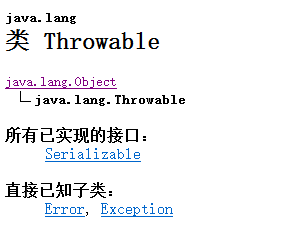 java.lang
类 Throwable
java.lang.Object
java.lang.Throwable
所有已实现的接口：
Serializable
直接已知子类：
Error, Exception